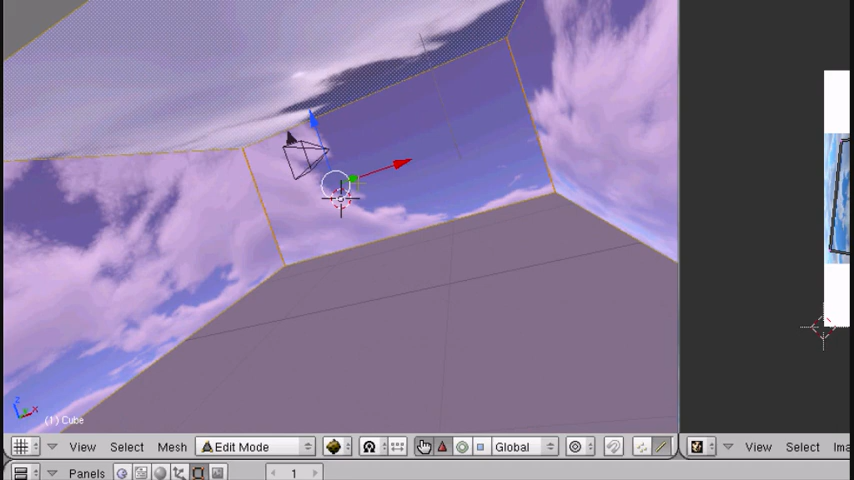 z
x
(1) Cube
View Select Mesh Edit Mode Global View Select
Panels 1